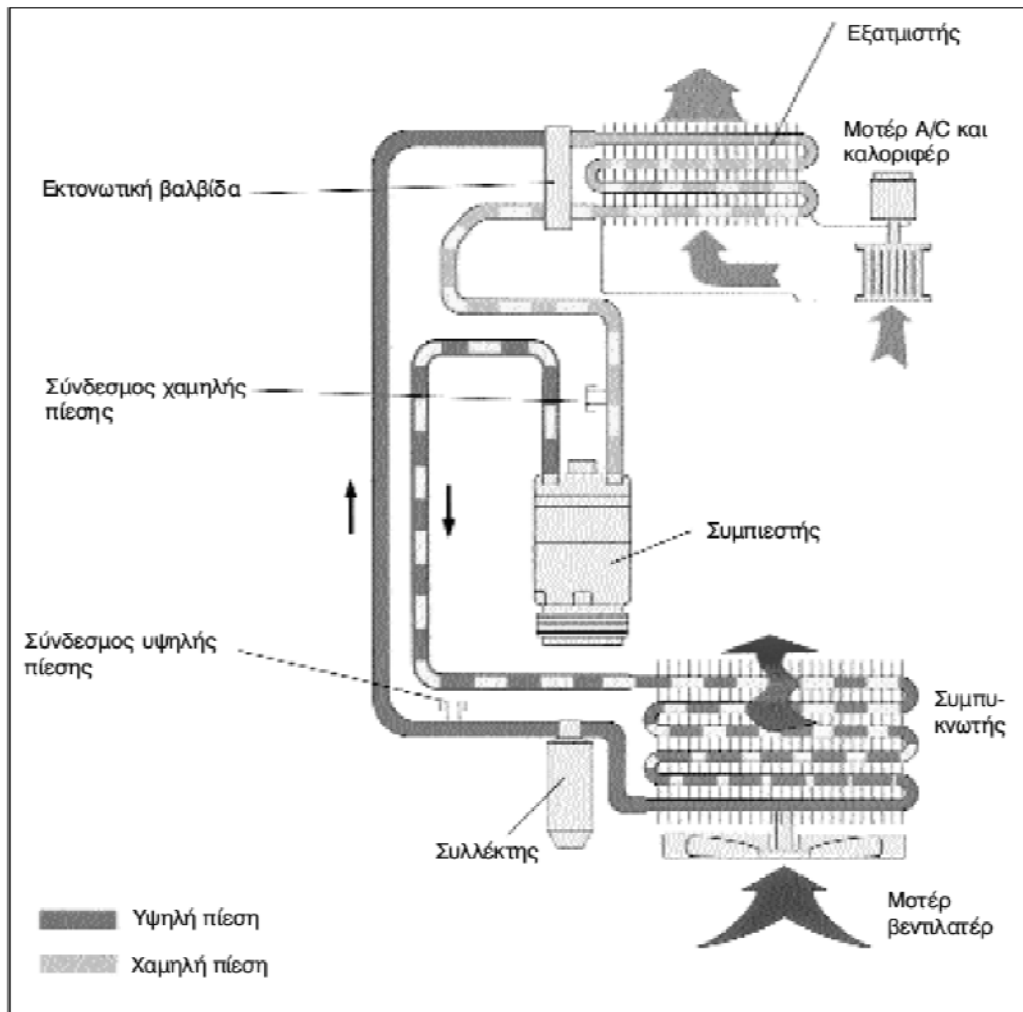 Εξατμιστής
Μοτέρ A/C και
καλοριφέρ
Εκτονωτική βαλβίδα
Σύνδεσμος χαμηλής
πίεσης
Συμπιεστής
Σύνδεσμος υψηλής
πίεσης
Συμπυ-
κνωτής
Συλλέκτης
Μοτέρ
βεντιλατέρ
Υψηλή πίεση
Χαμηλή πίεση